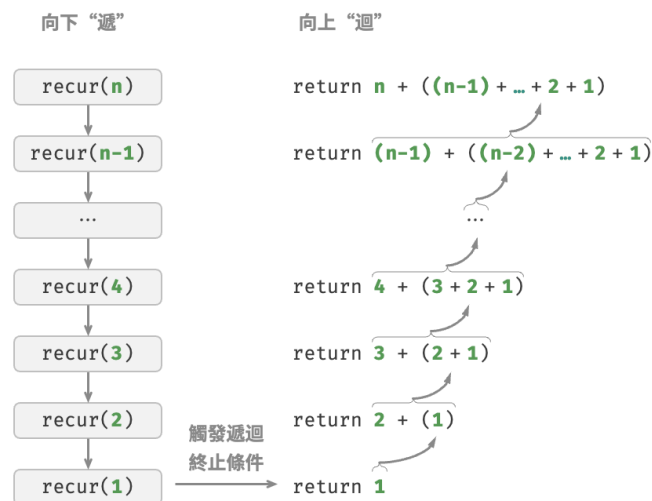 向下“遞”
向上“迴”
recur(n)
return n + ((n-1) + … + 2 + 1)
recur(n-1)
return (n-1) + ((n-2) + … + 2 + 1)
…
…
recur(4)
return 4 + (3 + 2 + 1)
recur(3)
return 3 + (2 + 1)
recur(2)
return 2 + (1)
觸發遞迴
終止條件
recur(1)
return 1